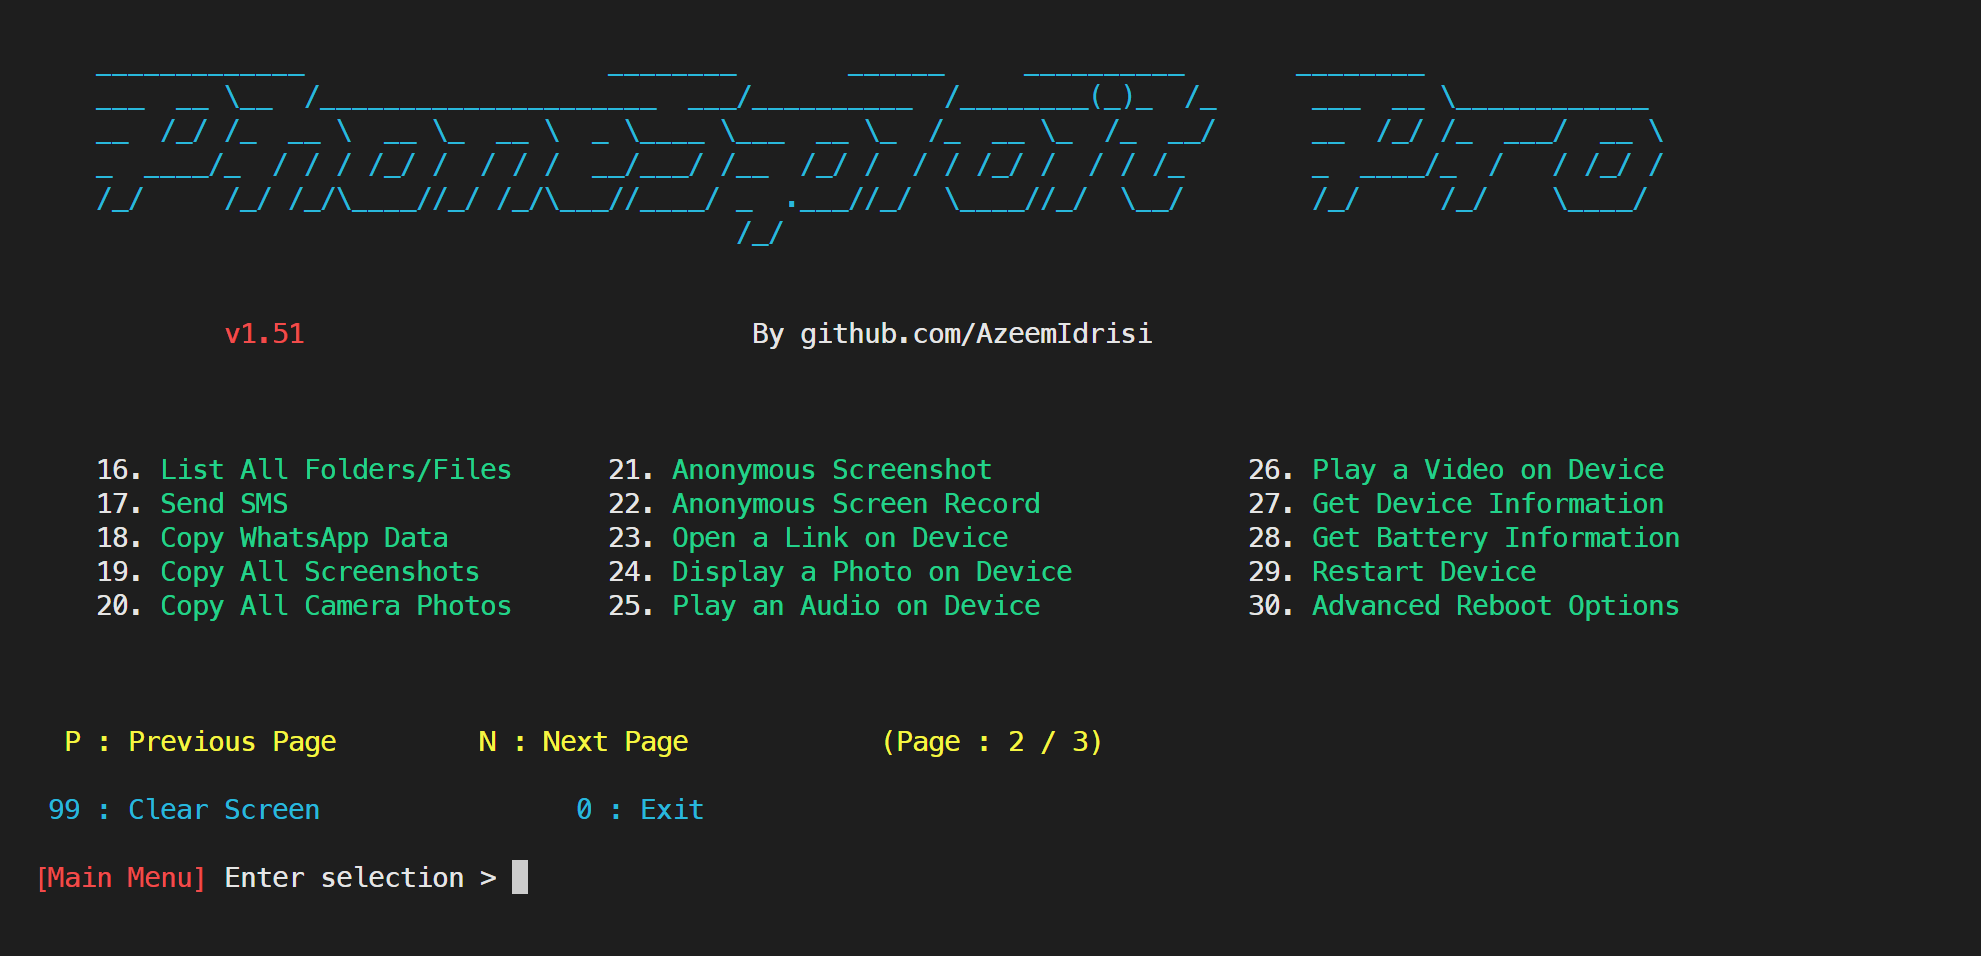 PhoneSploit Pro
v1.51 By github.com/AzeemIdrisi
16. List All Folders/Files 21. Anonymous Screenshot 26. Play a Video on Device
17. Send SMS 22. Anonymous Screen Record 27. Get Device Information
18. Copy WhatsApp Data 23. Open a Link on Device 28. Get Battery Information
19. Copy All Screenshots 24. Display a Photo on Device 29. Restart Device
20. Copy All Camera Photos 25. Play an Audio on Device 30. Advanced Reboot Options
P : Previous Page N : Next Page (Page : 2 / 3)
99 : Clear Screen 0 : Exit
[Main Menu] Enter selection >